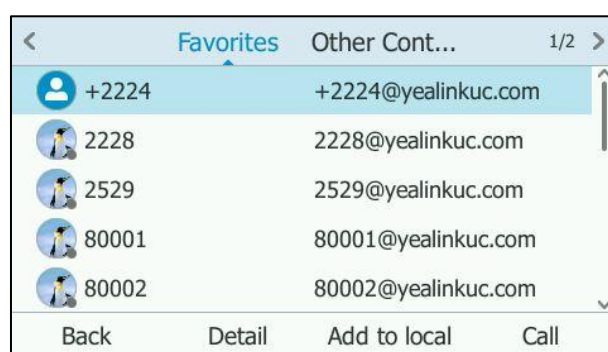 Favorites Other Cont... 1/2
+2224 +2224@yealinkuc.com
2228 2228@yealinkuc.com
2529 2529@yealinkuc.com
80001 80001@yealinkuc.com
80002 80002@yealinkuc.com
Back Detail Add to local Call